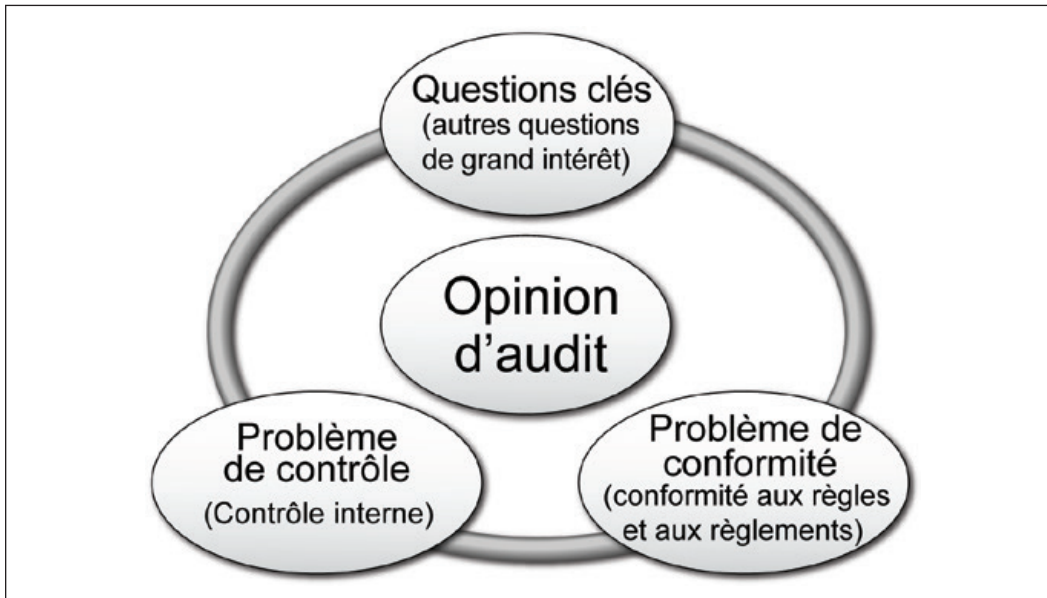 Questions clés
(autres questions
de grand intérêt)
Opinion
d’audit
Problème
de contrôle
(Contrôle interne)
Problème de
conformité
(conformité aux règles
et aux règlements)